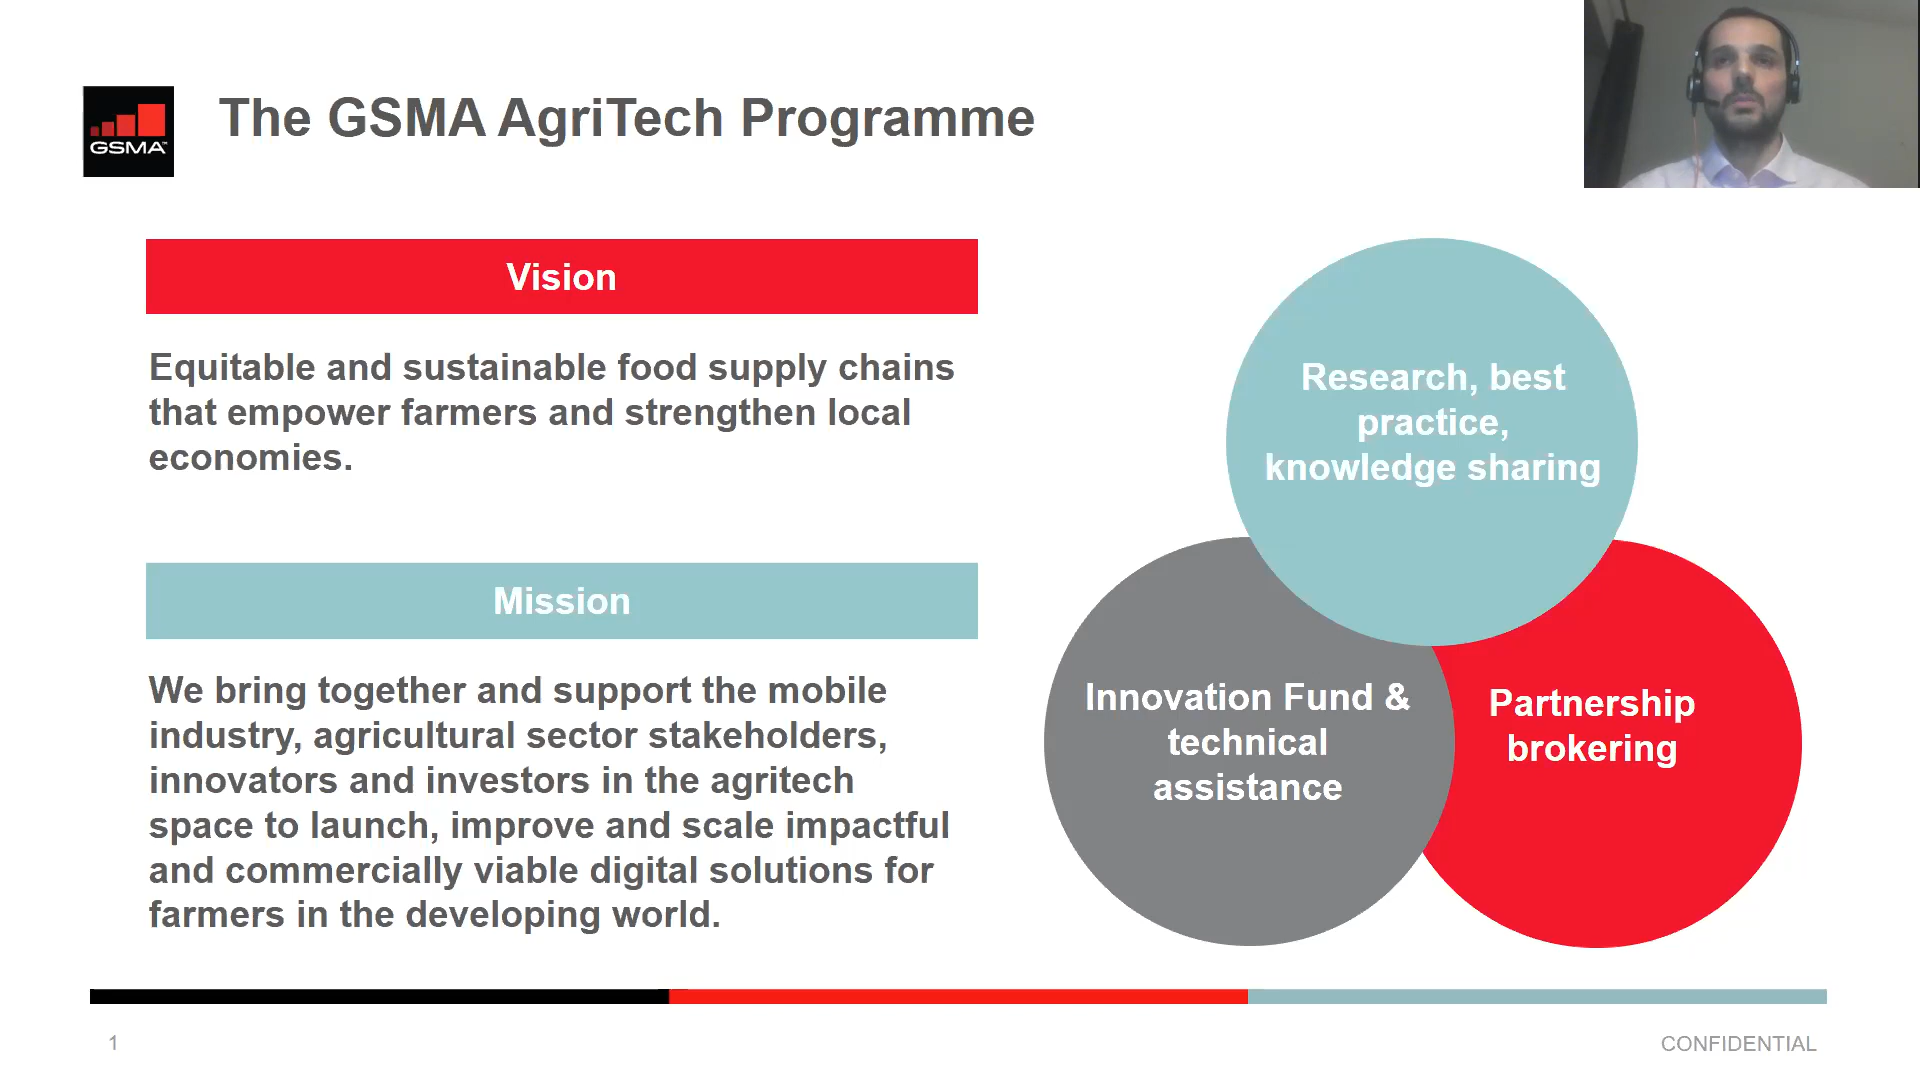 GSMA™
The GSMA AgriTech Programme
Vision
Equitable and sustainable food supply chains
that empower farmers and strengthen local
economies.
Mission
We bring together and support the mobile
industry, agricultural sector stakeholders,
innovators and investors in the agritech
space to launch, improve and scale impactful
and commercially viable digital solutions for
farmers in the developing world.
Research, best
practice,
knowledge sharing
Innovation Fund &
technical
assistance
Partnership
brokering
1
CONFIDENTIAL